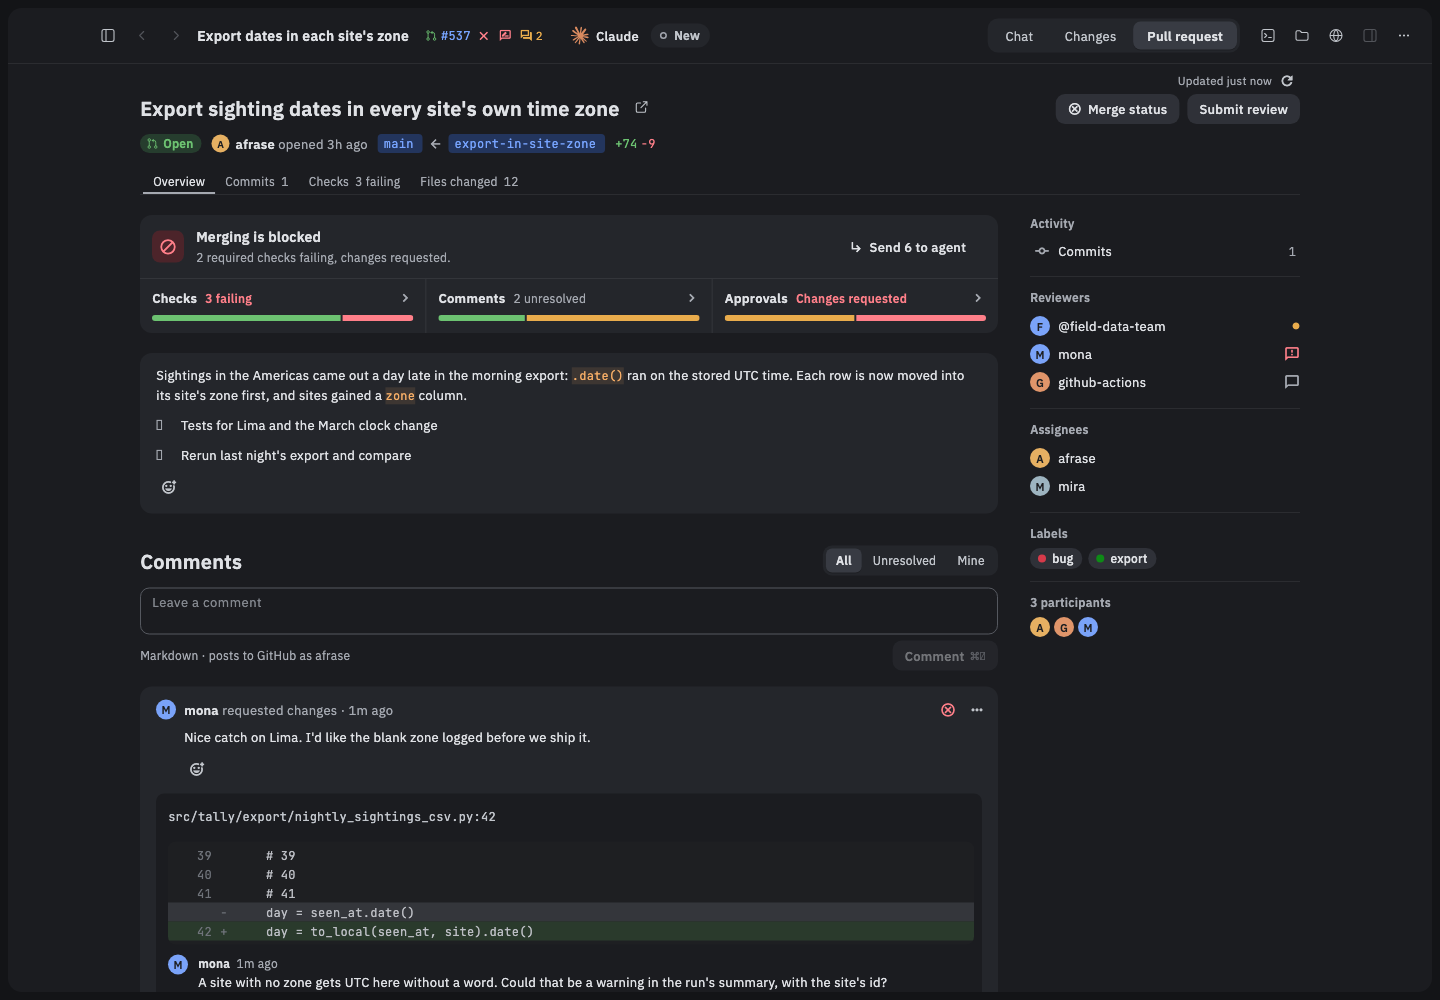 Export dates in each site's zone #537 2 Claude New Chat Changes Pull request
Updated just now
Export sighting dates in every site's own time zone Merge status Submit review
Open A afrase opened 3h ago main ← export-in-site-zone +74 -9
Overview Commits 1 Checks 3 failing Files changed 12
Merging is blocked
2 required checks failing, changes requested.
Send 6 to agent
Checks 3 failing Comments 2 unresolved Approvals Changes requested
Sightings in the Americas came out a day late in the morning export: .date() ran on the stored UTC time. Each row is now moved into
its site's zone first, and sites gained a zone column.
Tests for Lima and the March clock change
Rerun last night's export and compare
Comments All Unresolved Mine
Leave a comment
Markdown · posts to GitHub as afrase Comment
M mona requested changes · 1m ago
Nice catch on Lima. I'd like the blank zone logged before we ship it.
src/tally/export/nightly_sightings_csv.py:42
39 # 39
40 # 40
41 # 41
- day = seen_at.date()
42 + day = to_local(seen_at, site).date()
M mona 1m ago
A site with no zone gets UTC here without a word. Could that be a warning in the run's summary, with the site's id?
Activity
Commits 1
Reviewers
F @field-data-team
M mona
G github-actions
Assignees
A afrase
M mira
Labels
bug export
3 participants
A G M